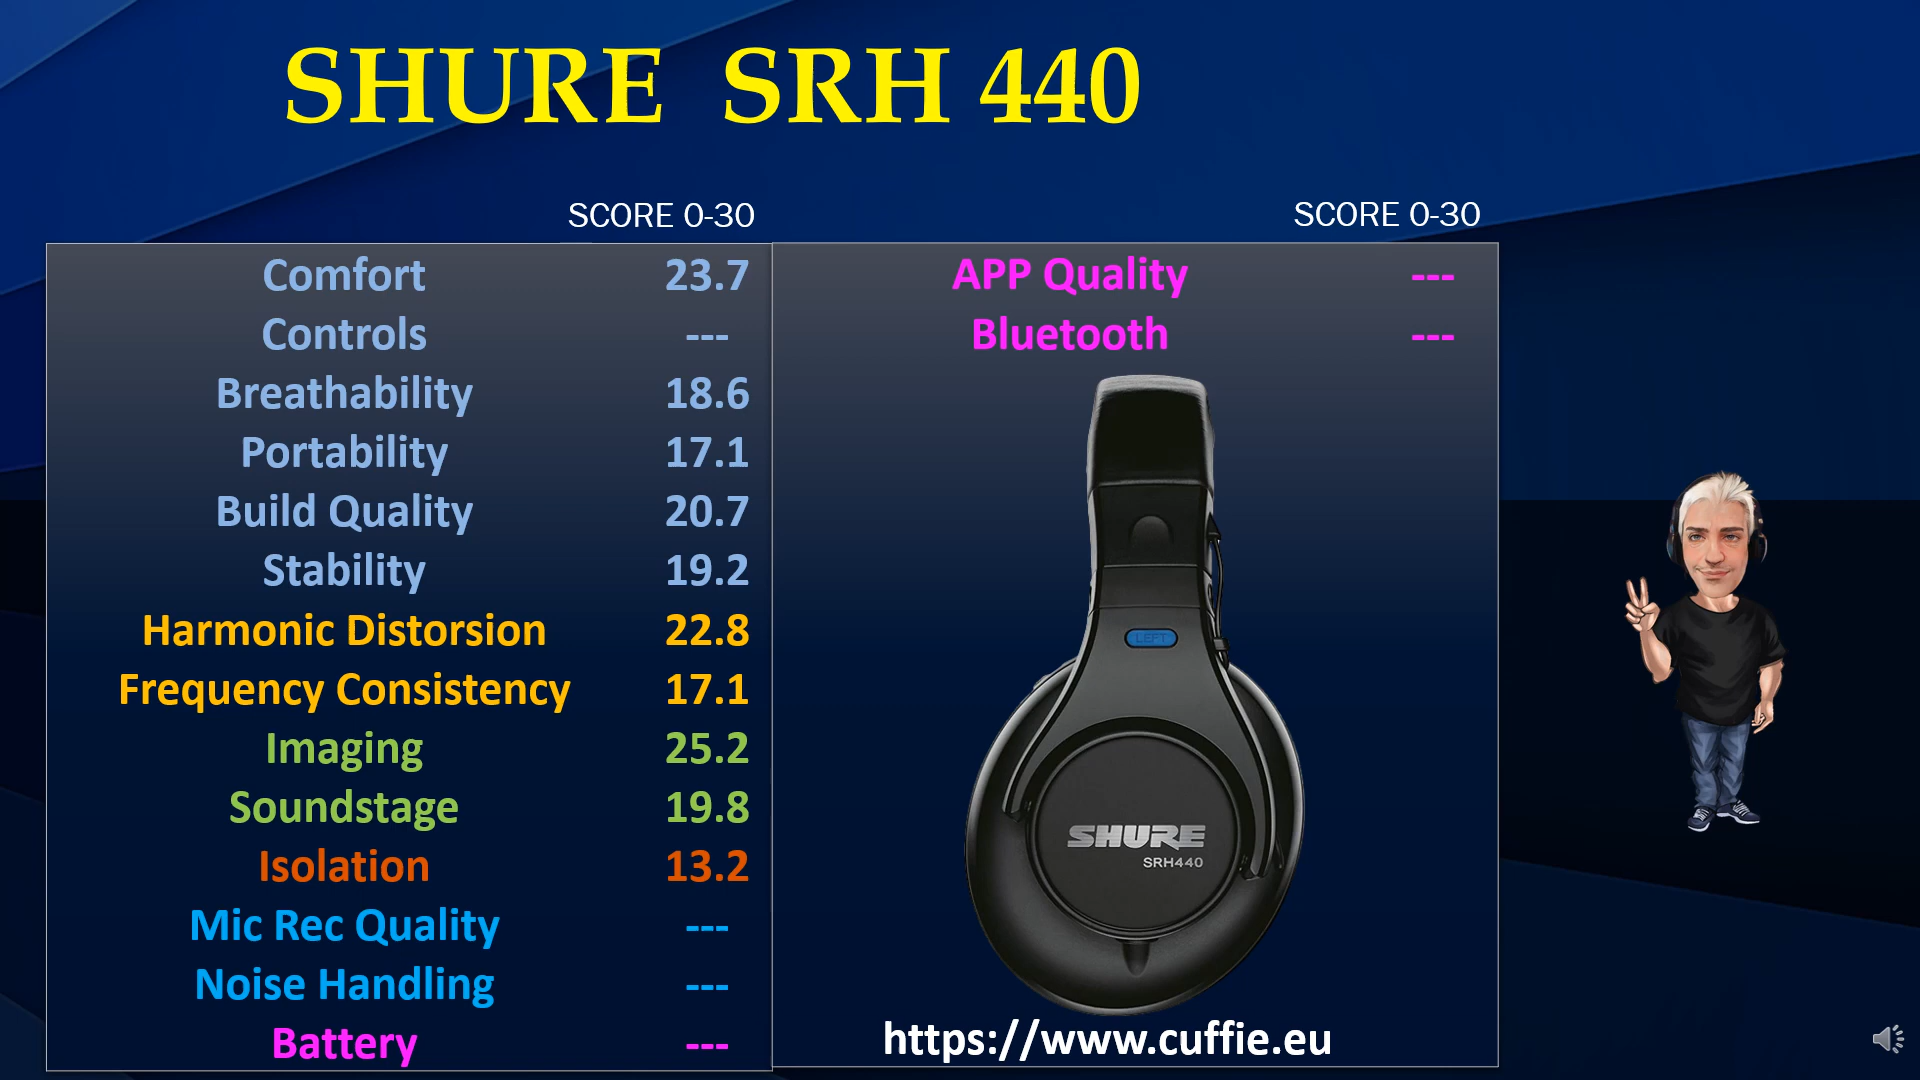 SHURE SRH 440
SCORE 0-30
Comfort 23.7
Controls ---
Breathability 18.6
Portability 17.1
Build Quality 20.7
Stability 19.2
Harmonic Distorsion 22.8
Frequency Consistency 17.1
Imaging 25.2
Soundstage 19.8
Isolation 13.2
Mic Rec Quality ---
Noise Handling ---
Battery ---
SCORE 0-30
APP Quality ---
Bluetooth ---
LEFT
SHURE
SRH440
https://www.cuffie.eu